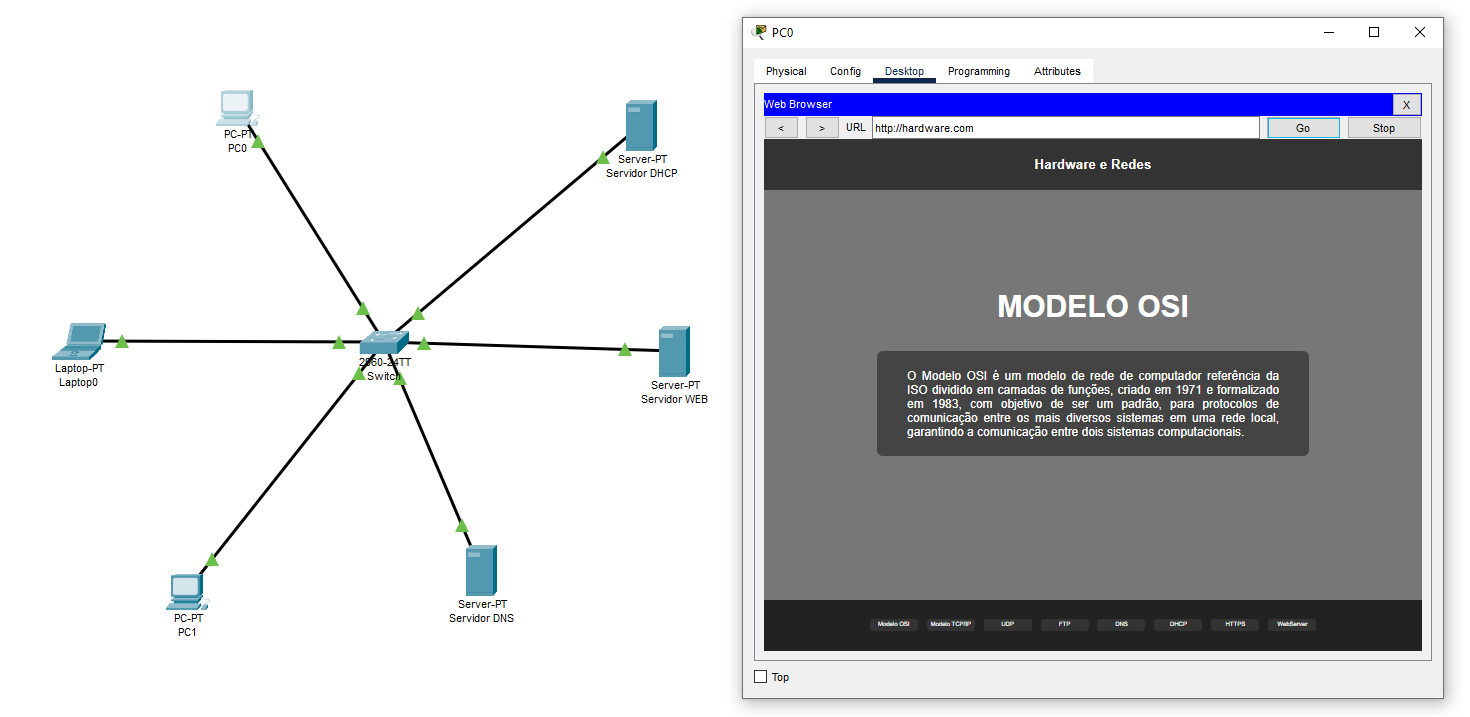 PC-PT
PC0
Server-PT
Servidor DHCP
Laptop-PT
Laptop0
2960-24TT
Switch
Server-PT
Servidor WEB
PC-PT
PC1
Server-PT
Servidor DNS
PC0
Physical Config Desktop Programming Attributes
Web Browser X
< > URL http://hardware.com Go Stop
Hardware e Redes
MODELO OSI
O Modelo OSI é um modelo de rede de computador referência da
ISO dividido em camadas de funções, criado em 1971 e formalizado
em 1983, com objetivo de ser um padrão, para protocolos de
comunicação entre os mais diversos sistemas em uma rede local,
garantindo a comunicação entre dois sistemas computacionais.
Modelo OSI Modelo TCP/IP UDP FTP DNS DHCP HTTPS WebServer
Top